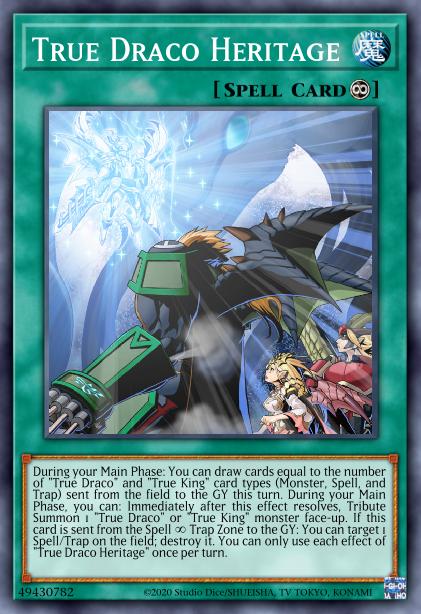 True Draco Heritage
SPELL
魔
[Spell Card ]
During your Main Phase: You can draw cards equal to the number
of "True Draco" and "True King" card types (Monster, Spell, and
Trap) sent from the field to the GY this turn. During your Main
Phase, you can: Immediately after this effect resolves, Tribute
Summon 1 "True Draco" or "True King" monster face-up. If this
card is sent from the Spell ∞ Trap Zone to the GY: You can target 1
Spell/Trap on the field; destroy it. You can only use each effect of
"True Draco Heritage" once per turn.
49430782
©2020 Studio Dice/SHUEISHA, TV TOKYO, KONAMI